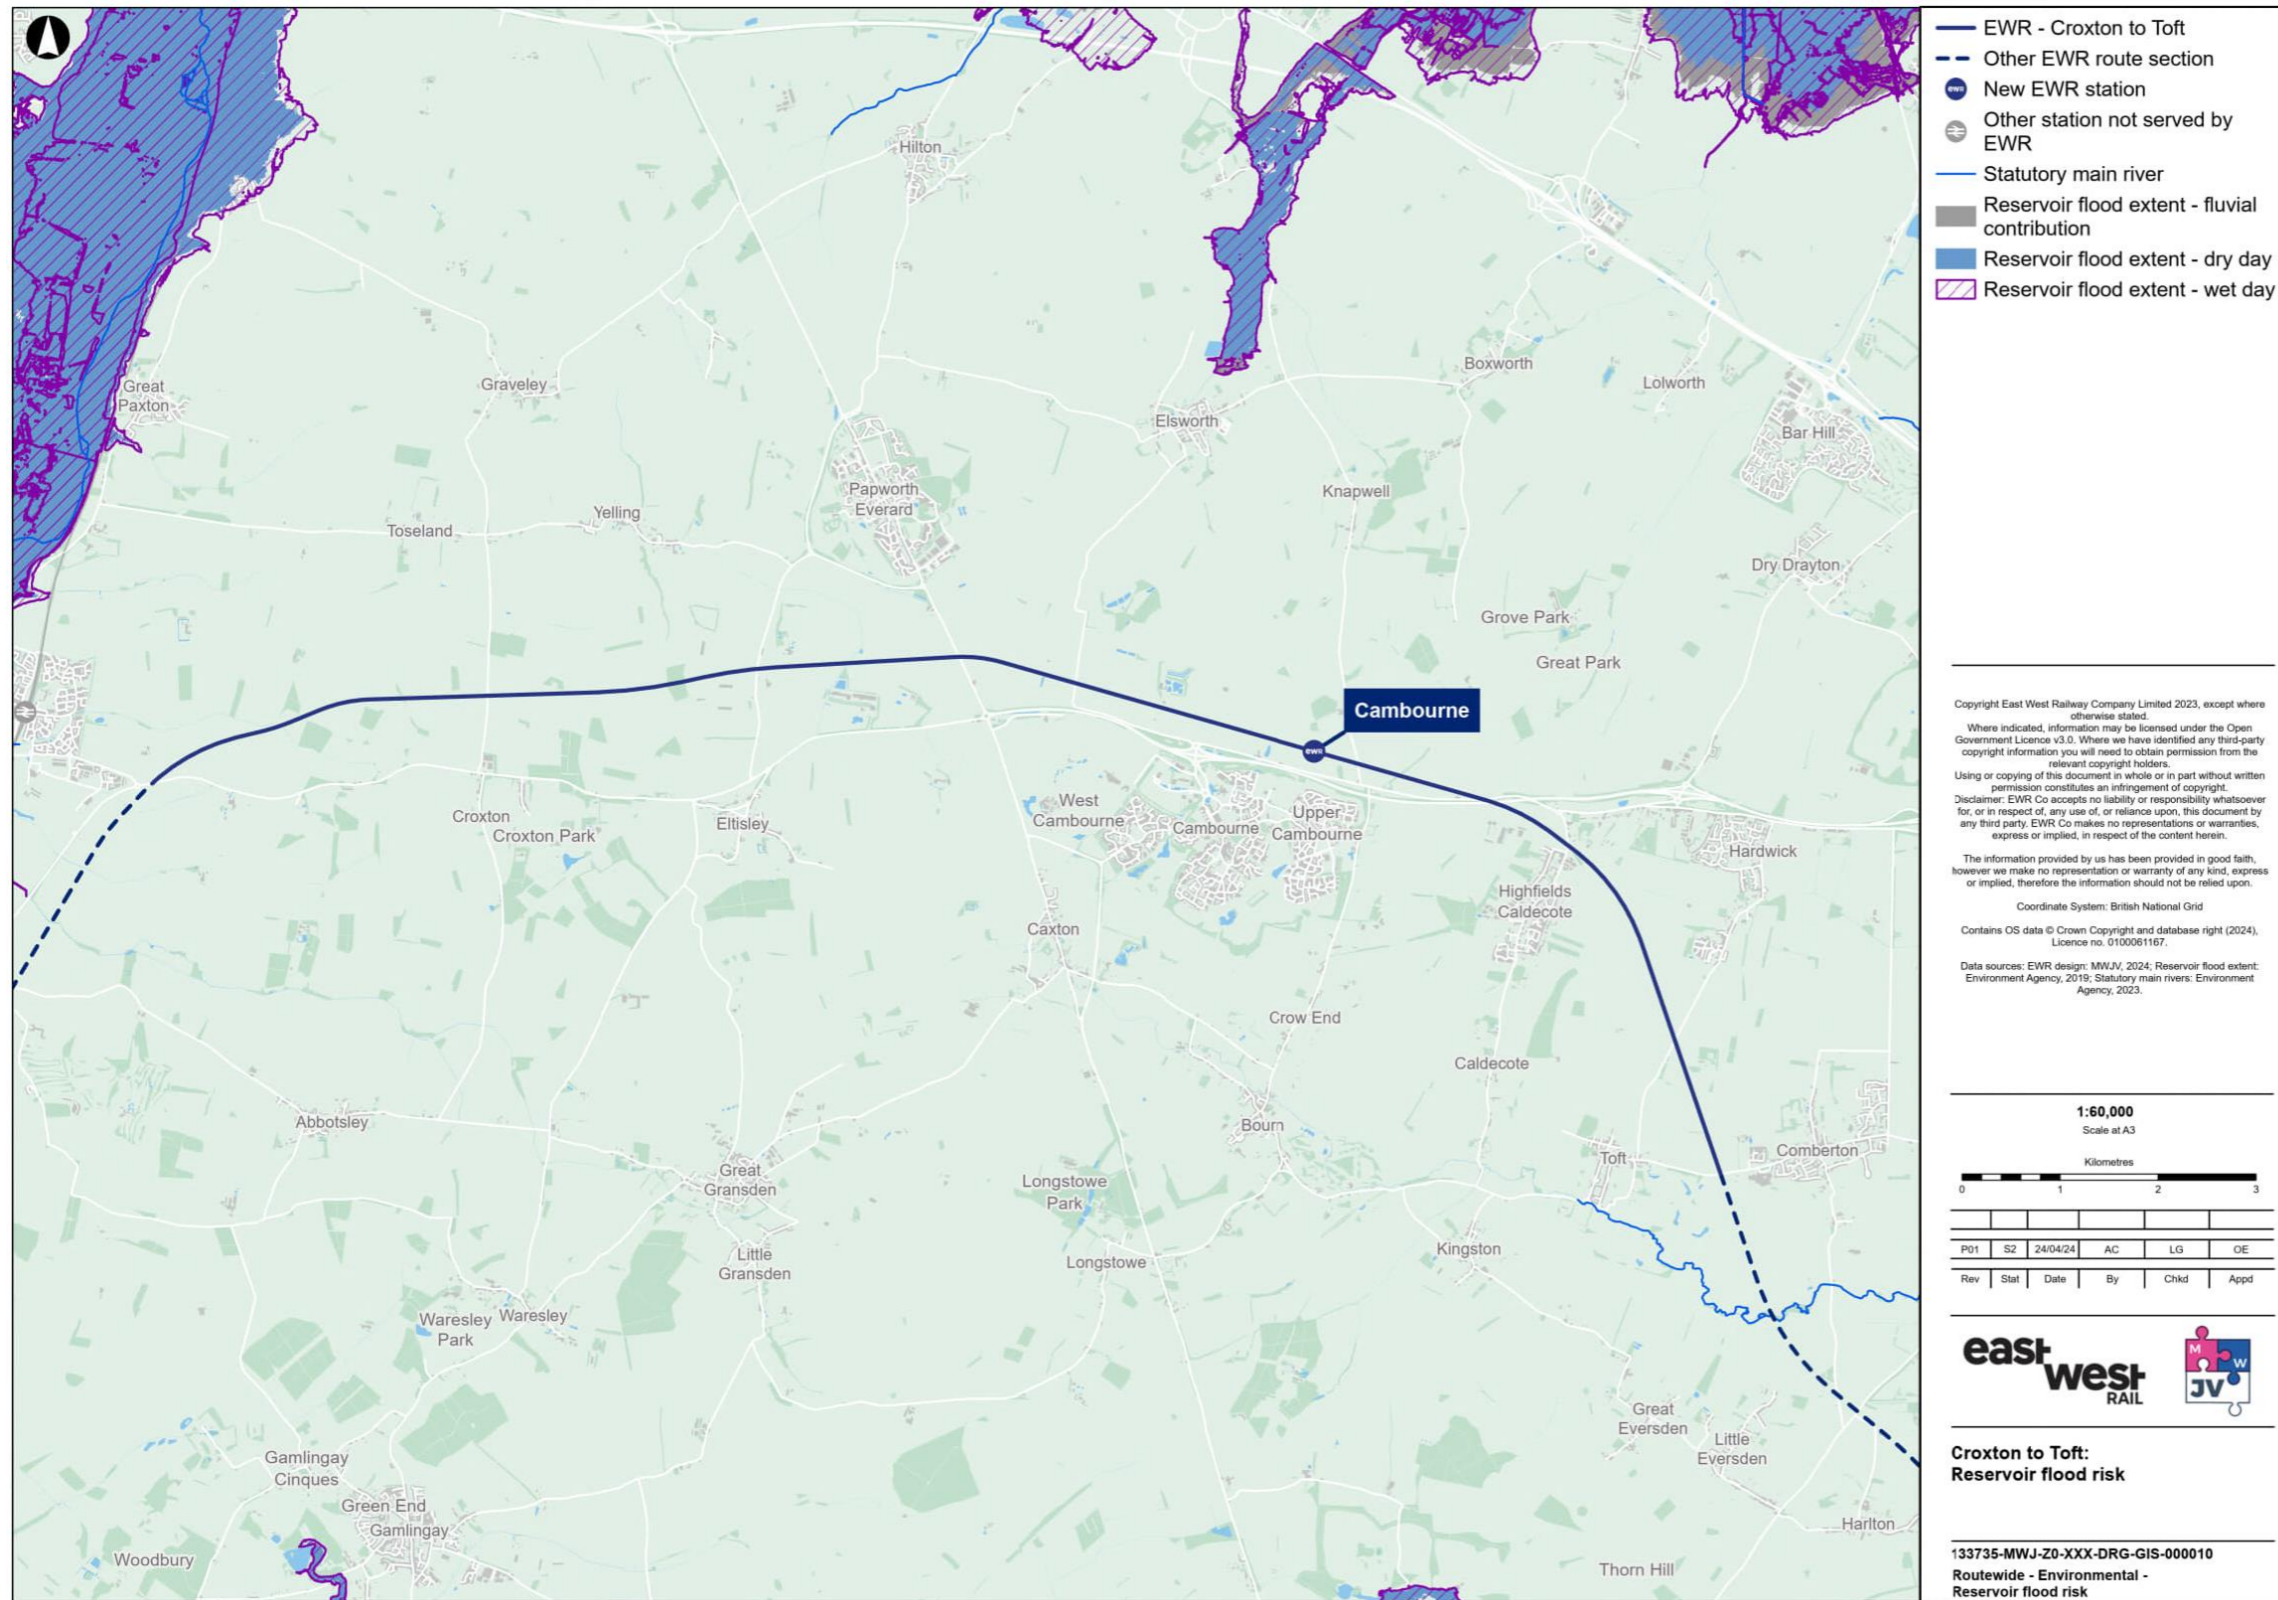 Hilton
Great
Paxton
Graveley
Boxworth
Lolworth
Elsworth
Bar Hill
Papworth
Everard
Knapwell
Toseland
Yelling
Dry Drayton
Grove Park
Great Park
Cambourne
ewr
Croxton
Croxton Park
Eltisley
West
Cambourne
Cambourne
Upper
Cambourne
Hardwick
Highfields
Caldecote
Caxton
Crow End
Caldecote
Abbotsley
Bourn
Toft
Comberton
Great
Gransden
Longstowe
Park
Little
Gransden
Longstowe
Kingston
Waresley
Park
Waresley
Great
Eversden
Little
Eversden
Gamlingay
Cinques
Green End
Gamlingay
Woodbury
Harlton
Thorn Hill
EWR - Croxton to Toft
Other EWR route section
ewr
New EWR station
Other station not served by
EWR
Statutory main river
Reservoir flood extent - fluvial
contribution
Reservoir flood extent - dry day
Reservoir flood extent - wet day
Copyright East West Railway Company Limited 2023, except where
otherwise stated.
Where indicated, information may be licensed under the Open
Government Licence v3.0. Where we have identified any third-party
copyright information you will need to obtain permission from the
relevant copyright holders.
Using or copying of this document in whole or in part without written
permission constitutes an infringement of copyright.
Disclaimer: EWR Co accepts no liability or responsibility whatsoever
for, or in respect of, any use of, or reliance upon, this document by
any third party. EWR Co makes no representations or warranties,
express or implied, in respect of the content herein.
The information provided by us has been provided in good faith,
however we make no representation or warranty of any kind, express
or implied, therefore the information should not be relied upon.
Coordinate System: British National Grid
Contains OS data © Crown Copyright and database right (2024),
Licence no. 0100061167.
Data sources: EWR design: MWJV, 2024; Reservoir flood extent:
Environment Agency, 2019; Statutory main rivers: Environment
Agency, 2023.
1:60,000
Scale at A3
Kilometres
0 1 2 3
P01 S2 24/04/24 AC LG OE
Rev Stat Date By Chkd Appd
east
west
RAIL
M W
JV
Croxton to Toft:
Reservoir flood risk
133735-MWJ-Z0-XXX-DRG-GIS-000010
Routewide - Environmental -
Reservoir flood risk